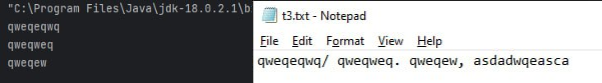 "C:\Program Files\Java\jdk-18.0.2.1\b
qweqeqwq
qweqweq
qweqew
t3.txt - Notepad
File Edit Format View Help
qweqeqwq/ qweqweq. qweqew, asdadwqeasca